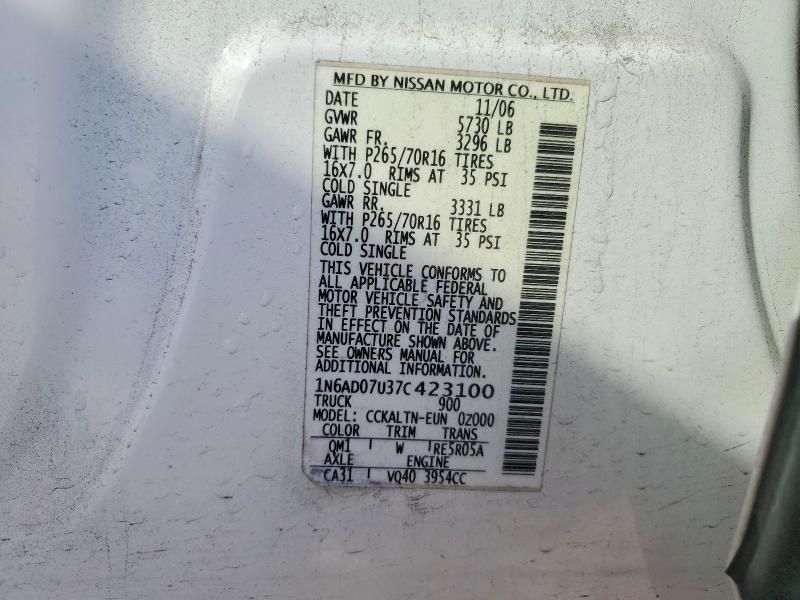 MFD BY NISSAN MOTOR CO., LTD.
DATE 11/06
GVWR 5730 LB
GAWR FR. 3296 LB
WITH P265/70R16 TIRES
16X7.0 RIMS AT 35 PSI
COLD SINGLE
GAWR RR. 3331 LB
WITH P265/70R16 TIRES
16X7.0 RIMS AT 35 PSI
COLD SINGLE
THIS VEHICLE CONFORMS TO
ALL APPLICABLE FEDERAL
MOTOR VEHICLE SAFETY AND
THEFT PREVENTION STANDARDS
IN EFFECT ON THE DATE OF
MANUFACTURE SHOWN ABOVE.
SEE OWNERS MANUAL FOR
ADDITIONAL INFORMATION.
1N6AD07U37C423100
TRUCK 900
MODEL: CCKALTN-EUN 0Z000
COLOR TRIM TRANS
QM1 W RE5R05A
AXLE ENGINE
CA31 VQ40 3954CC